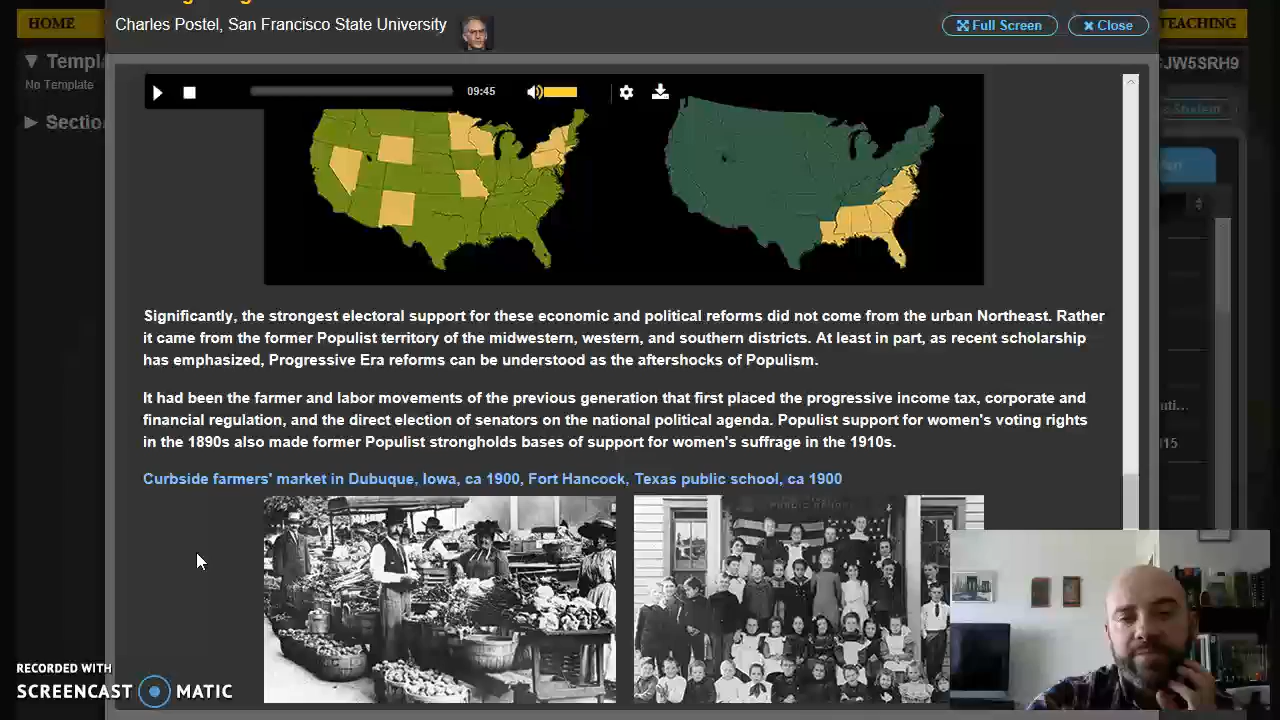 HOME
Charles Postel, San Francisco State University
Full Screen
Close
TEACHING
No Template
JW5SRH9
09:45
Significantly, the strongest electoral support for these economic and political reforms did not come from the urban Northeast. Rather
it came from the former Populist territory of the midwestern, western, and southern districts. At least in part, as recent scholarship
has emphasized, Progressive Era reforms can be understood as the aftershocks of Populism.
It had been the farmer and labor movements of the previous generation that first placed the progressive income tax, corporate and
financial regulation, and the direct election of senators on the national political agenda. Populist support for women's voting rights
in the 1890s also made former Populist strongholds bases of support for women's suffrage in the 1910s.
Curbside farmers' market in Dubuque, Iowa, ca 1900, Fort Hancock, Texas public school, ca 1900
PUBLIC SCHOOL
RECORDED WITH
SCREENCAST MATIC